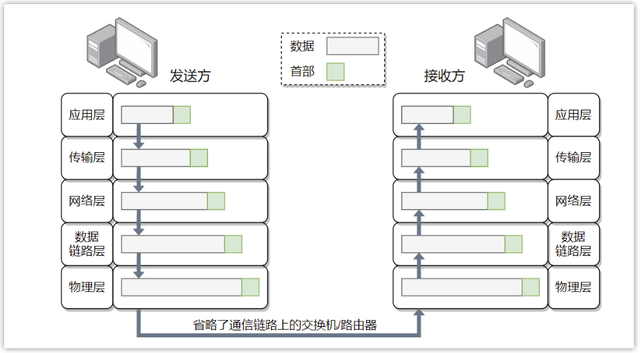 发送方
数据
首部
接收方
应用层
传输层
网络层
数据
链路层
物理层
应用层
传输层
网络层
数据
链路层
物理层
省略了通信链路上的交换机/路由器